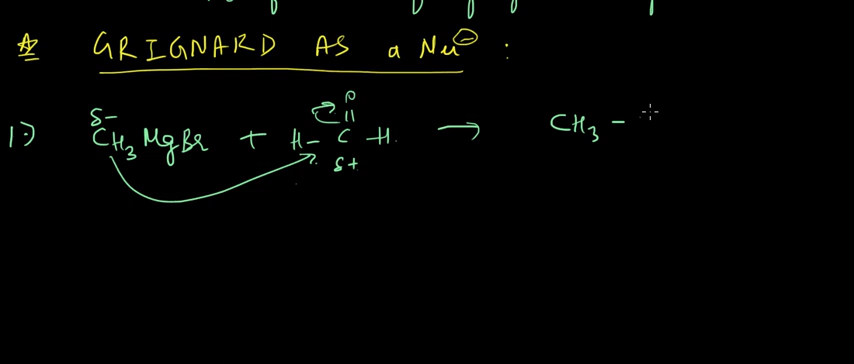 ☆ GRIGNARD AS a Nu⊖ :
1.) δ- CH3MgBr + H - C - H → CH3 -
O
δ+